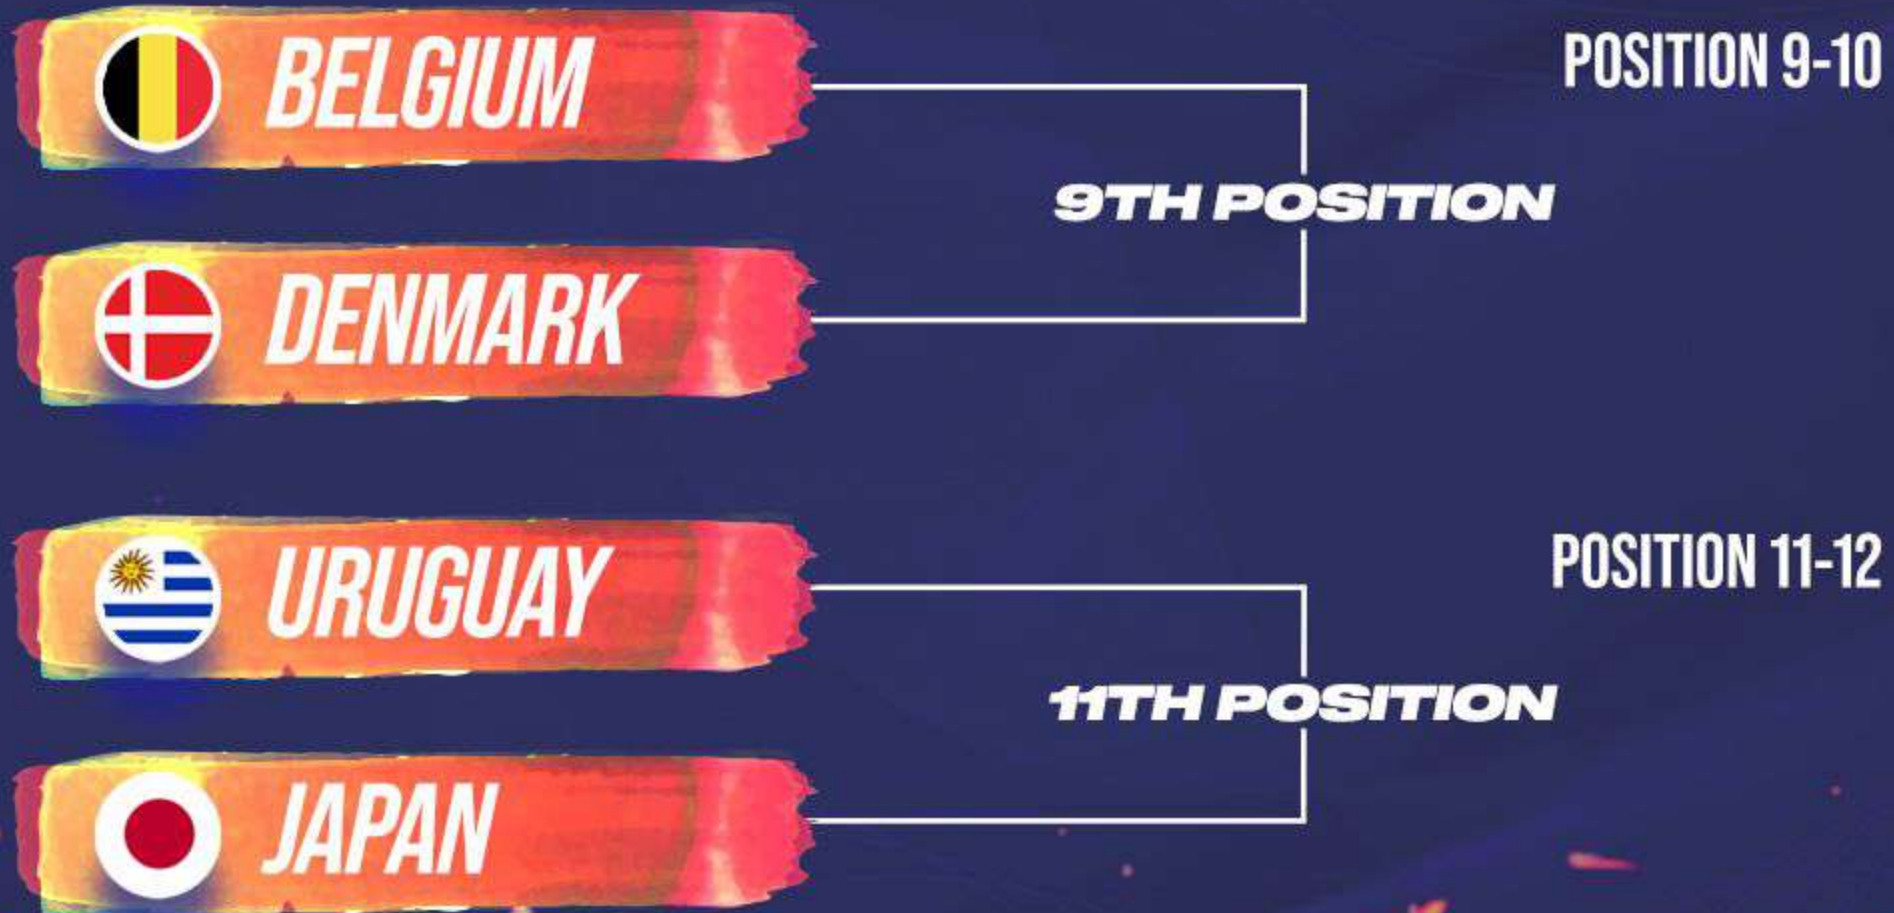 BELGIUM
POSITION 9-10
9TH POSITION
DENMARK
URUGUAY
POSITION 11-12
11TH POSITION
JAPAN